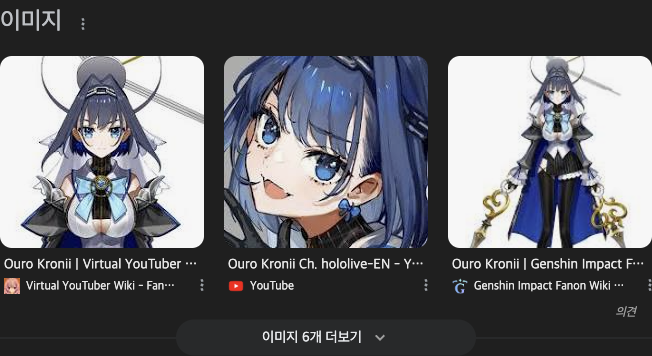 이미지
Ouro Kronii | Virtual YouTuber ···
Virtual YouTuber Wiki - Fan···
Ouro Kronii Ch. hololive-EN - Y···
YouTube
Ouro Kronii | Genshin Impact F···
Genshin Impact Fanon Wiki ···
의견
이미지 6개 더보기